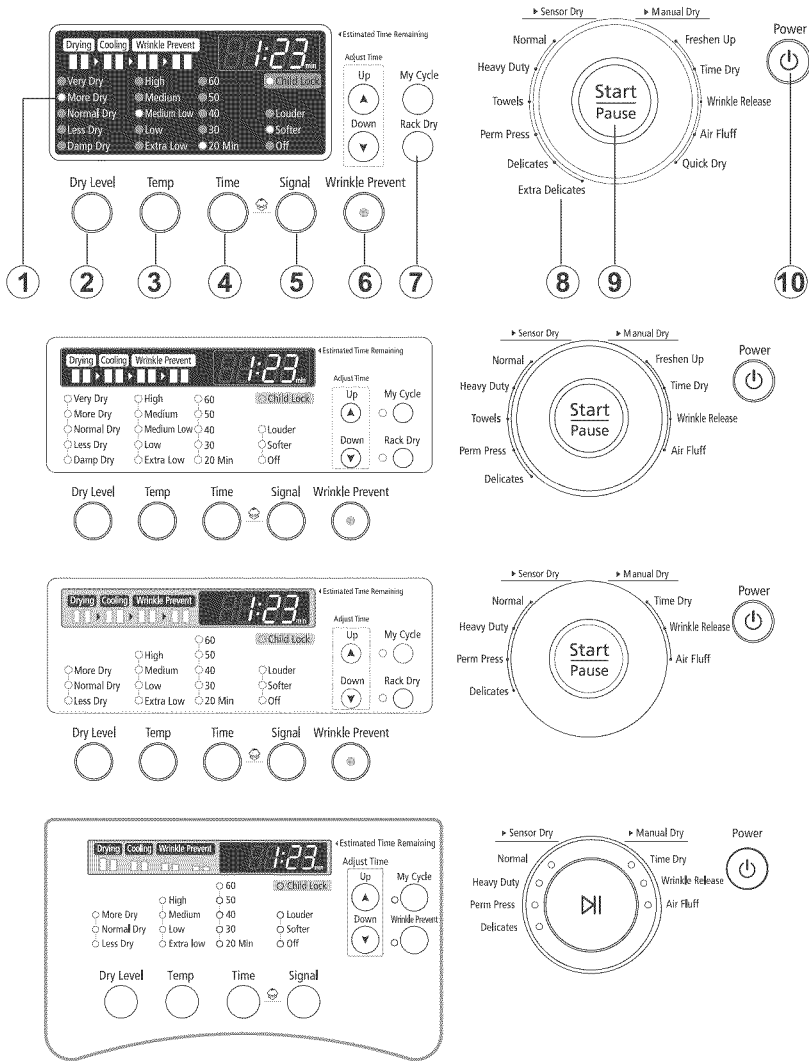 ◂Estimated Time Remaining
Drying Cooling Wrinkle Prevent 1:23 min
Very Dry High 60 Child Lock
More Dry Medium 50
Normal Dry Medium Low 40 Louder
Less Dry Low 30 Softer
Damp Dry Extra Low 20 Min Off
Adjust Time
Up My Cycle
Down Rack Dry
Dry Level Temp Time Signal Wrinkle Prevent
▸ Sensor Dry ▸ Manual Dry
Normal Freshen Up
Heavy Duty Time Dry
Towels Wrinkle Release
Perm Press Air Fluff
Delicates Quick Dry
Extra Delicates
Start
Pause
Power
1 2 3 4 5 6 7 8 9 10
◂Estimated Time Remaining
Drying Cooling Wrinkle Prevent 1:23 min
Very Dry High 60 Child Lock
More Dry Medium 50
Normal Dry Medium Low 40 Louder
Less Dry Low 30 Softer
Damp Dry Extra Low 20 Min Off
Adjust Time
Up My Cycle
Down Rack Dry
Dry Level Temp Time Signal Wrinkle Prevent
▸ Sensor Dry ▸ Manual Dry
Normal Freshen Up
Heavy Duty Time Dry
Towels Wrinkle Release
Perm Press Air Fluff
Delicates
Start
Pause
Power
◂Estimated Time Remaining
Drying Cooling Wrinkle Prevent 1:23 min
60 Child Lock
High 50
More Dry Medium 40 Louder
Normal Dry Low 30 Softer
Less Dry Extra Low 20 Min Off
Adjust Time
Up My Cycle
Down Rack Dry
Dry Level Temp Time Signal Wrinkle Prevent
▸ Sensor Dry ▸ Manual Dry
Normal Time Dry
Heavy Duty Wrinkle Release
Perm Press Air Fluff
Delicates
Start
Pause
Power
◂Estimated Time Remaining
Drying Cooling Wrinkle Prevent 1:23 min
60 Child Lock
High 50
More Dry Medium 40 Louder
Normal Dry Low 30 Softer
Less Dry Extra low 20 Min Off
Adjust Time
Up My Cycle
Down Wrinkle Prevent
Dry Level Temp Time Signal
▸ Sensor Dry ▸ Manual Dry
Normal Time Dry
Heavy Duty Wrinkle Release
Perm Press Air Fluff
Delicates
Power